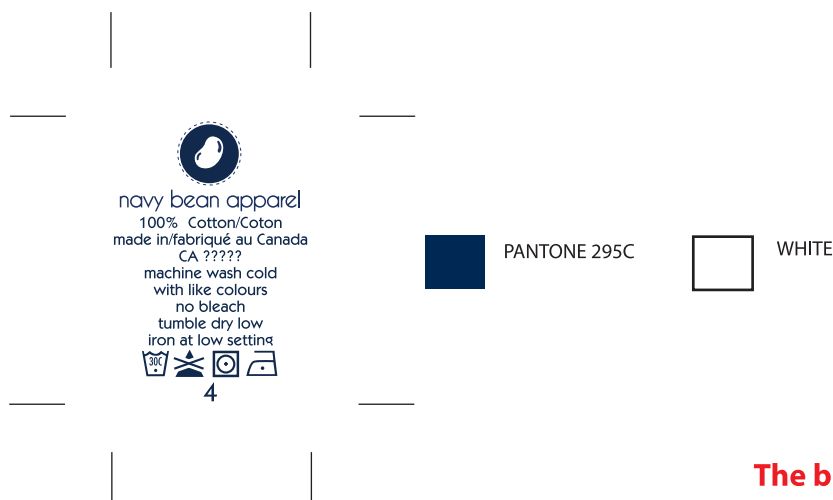 navy bean apparel
100% Cotton/Coton
made in/fabriqué au Canada
CA ?????
machine wash cold
with like colours
no bleach
tumble dry low
iron at low setting
30C
4
PANTONE 295C
WHITE
The b